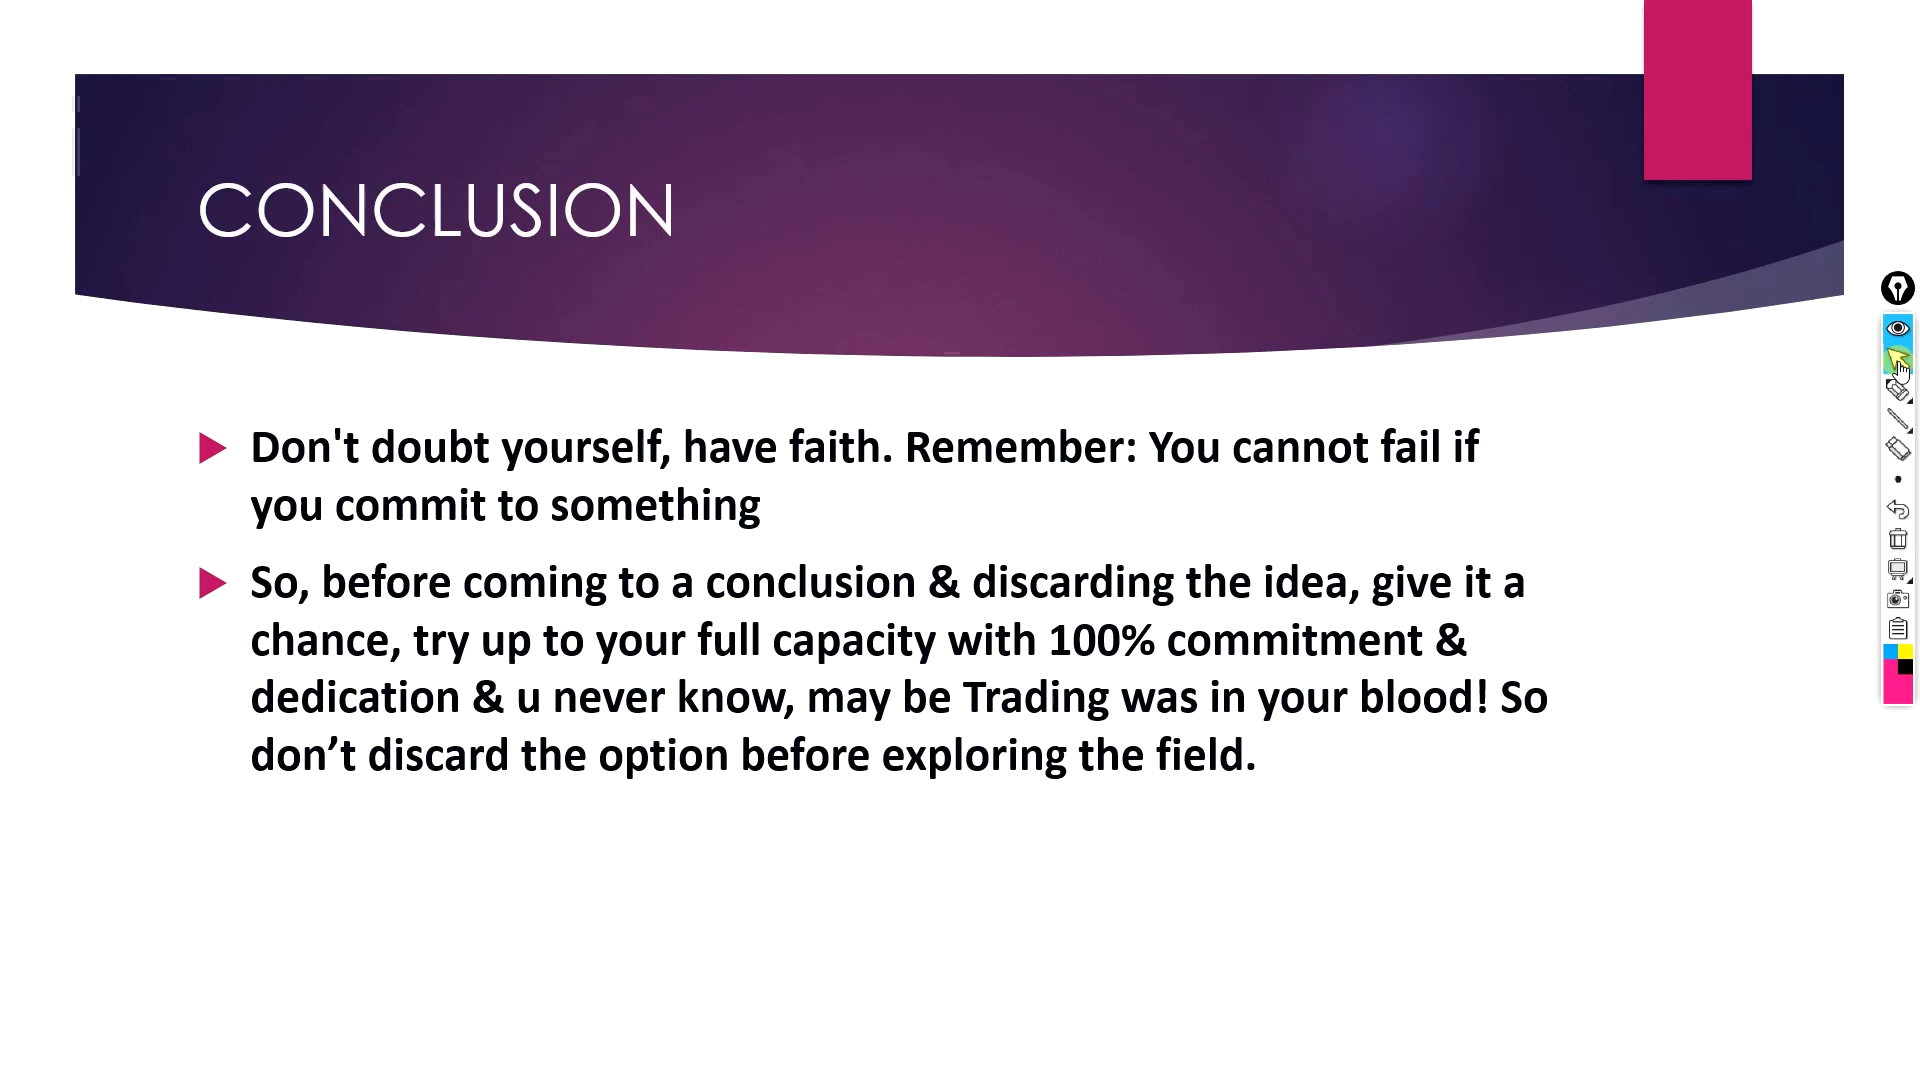 CONCLUSION
Don't doubt yourself, have faith. Remember: You cannot fail if
you commit to something
So, before coming to a conclusion & discarding the idea, give it a
chance, try up to your full capacity with 100% commitment &
dedication & u never know, may be Trading was in your blood! So
don’t discard the option before exploring the field.